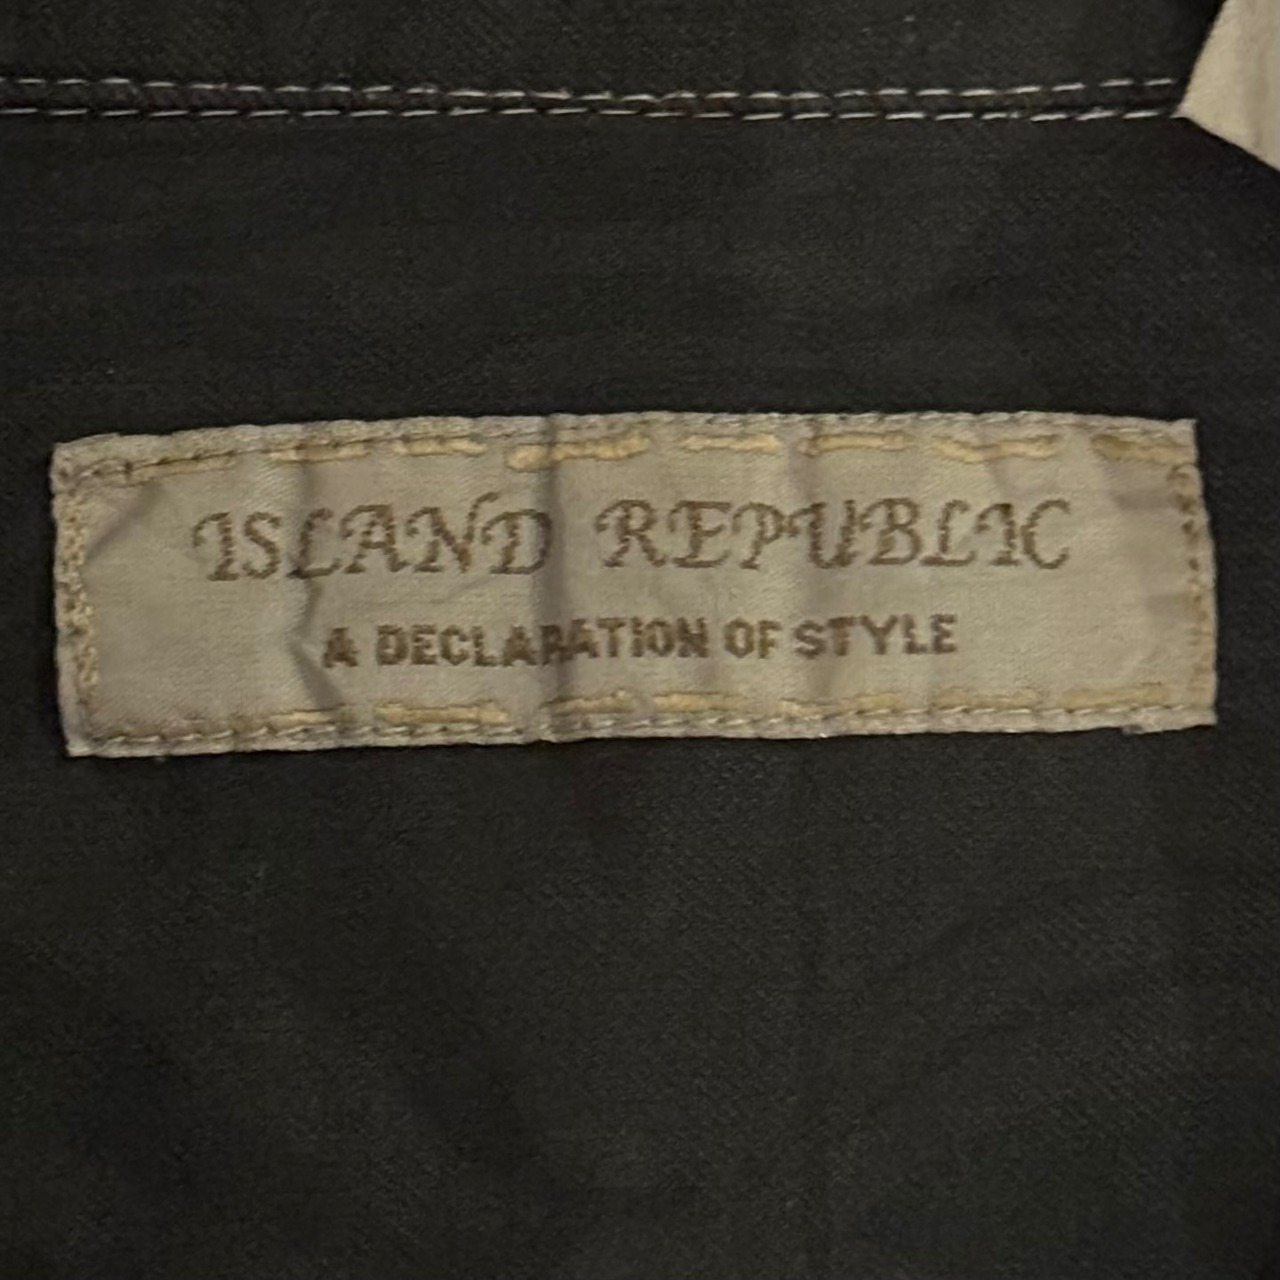 ISLAND REPUBLIC
A DECLARATION OF STYLE